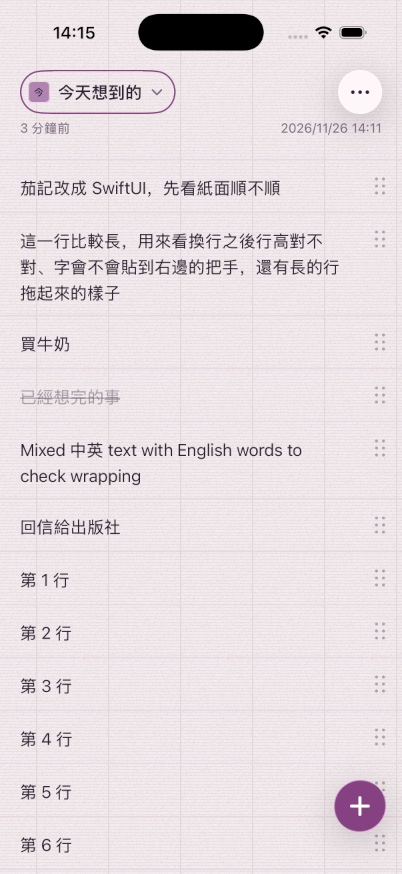 14:15
今 今天想到的
3 分鐘前 2026/11/26 14:11
茄記改成 SwiftUI，先看紙面順不順
這一行比較長，用來看換行之後行高對不
對、字會不會貼到右邊的把手，還有長的行
拖起來的樣子
買牛奶
已經想完的事
Mixed 中英 text with English words to
check wrapping
回信給出版社
第 1 行
第 2 行
第 3 行
第 4 行
第 5 行
第 6 行